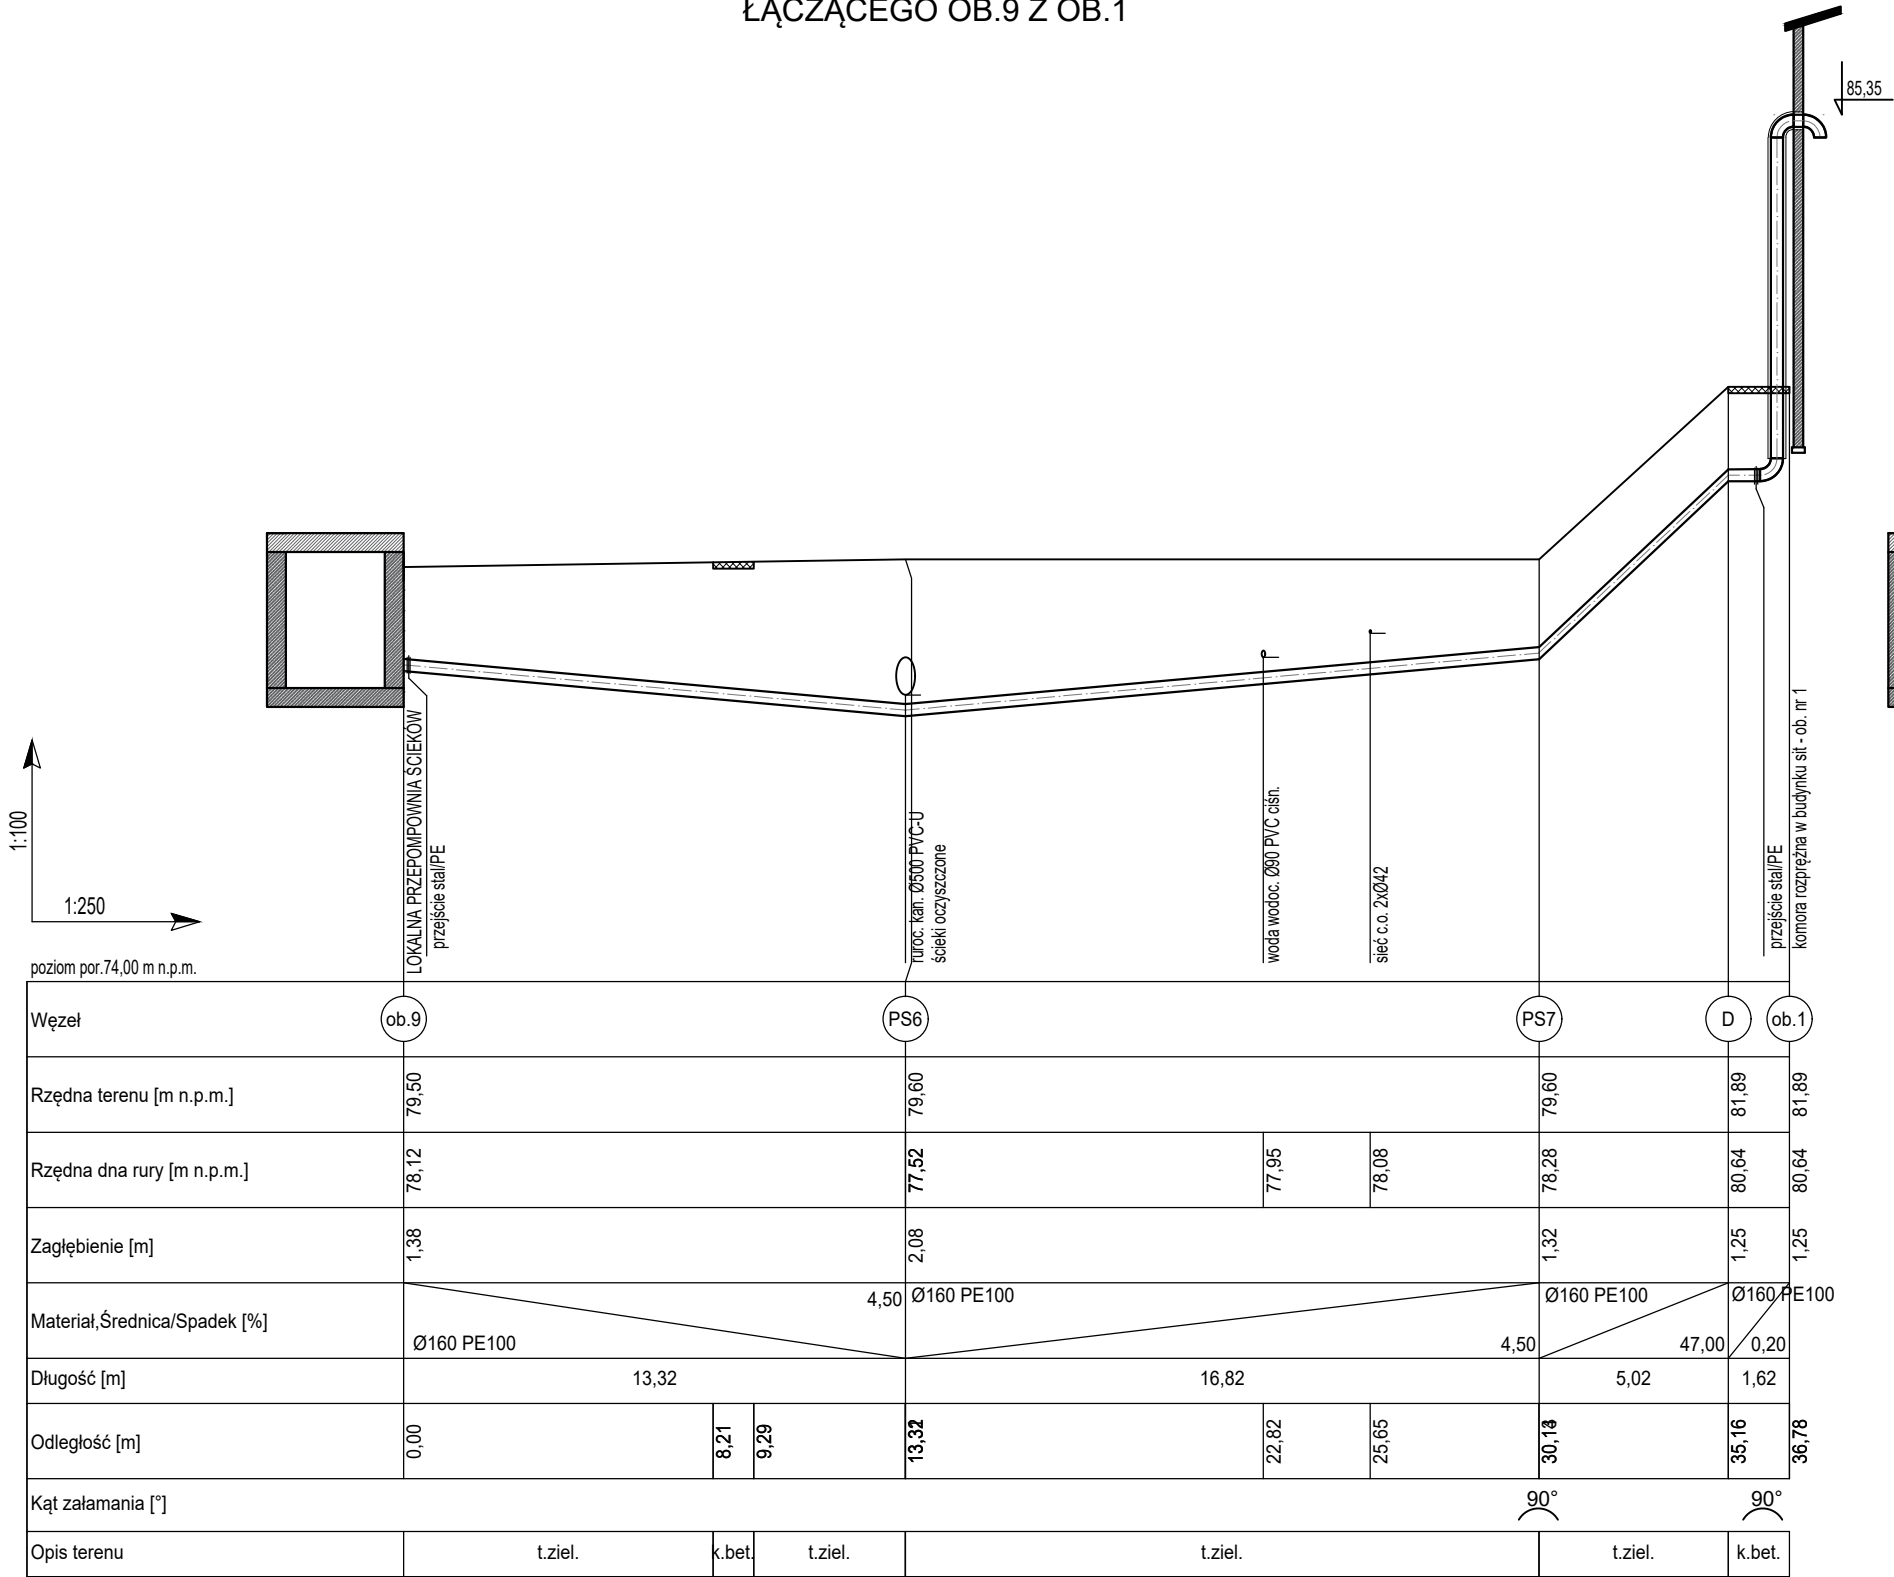 ŁĄCZĄCEGO OB.9 Z OB.1
85,35
1:100
1:250
LOKALNA PRZEPOMPOWNIA ŚCIEKÓW
przejście stal/PE
ruroc. kan. Ø500 PVC-U
ścieki oczyszczone
woda wodoc. Ø90 PVC ciśn.
sieć c.o. 2xØ42
przejście stal/PE
komora rozprężna w budynku sit - ob. nr 1
poziom por.74,00 m n.p.m.
Węzeł ob.9 PS6 PS7 D ob.1
Rzędna terenu [m n.p.m.] 79,50 79,60 79,60 81,89 81,89
Rzędna dna rury [m n.p.m.] 78,12 77,52 77,95 78,08 78,28 80,64 80,64
Zagłębienie [m] 1,38 2,08 1,32 1,25 1,25
Materiał,Średnica/Spadek [%] Ø160 PE100 4,50 Ø160 PE100 4,50 Ø160 PE100 47,00 Ø160 PE100 0,20
Długość [m] 13,32 16,82 5,02 1,62
Odległość [m] 0,00 8,21 9,29 13,32 22,82 25,65 35,16 36,78
Kąt załamania [°] 90° 90°
Opis terenu t.ziel. k.bet. t.ziel. t.ziel. t.ziel. k.bet.